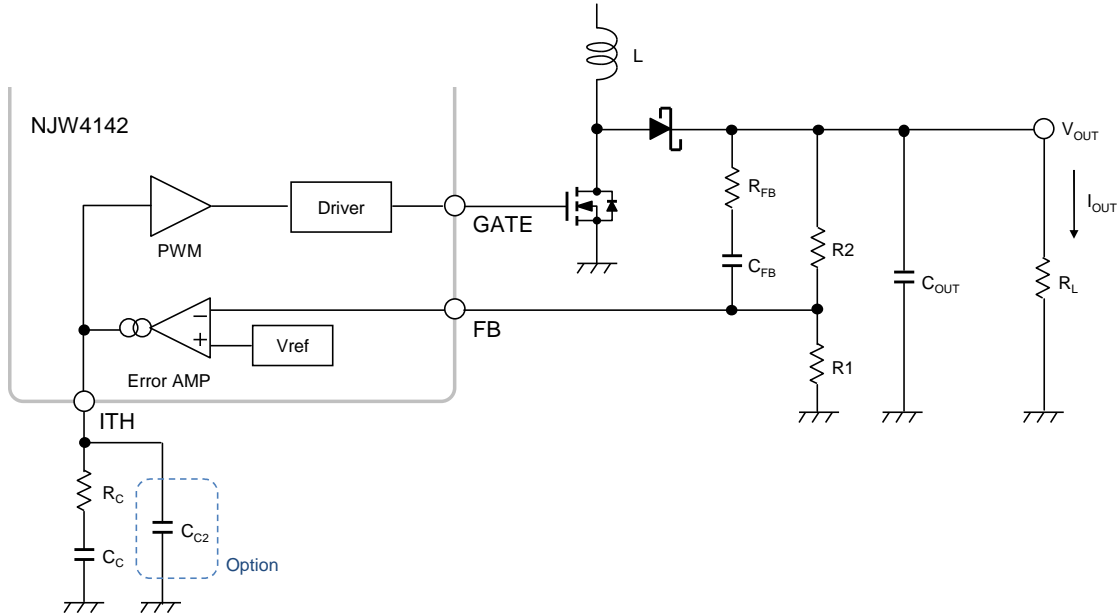 L
NJW4142
V_OUT
R_FB
Driver
I_OUT
GATE
PWM
R2
C_FB
C_OUT
R_L
FB
Vref
R1
Error AMP
ITH
R_C
C_C2
C_C
Option